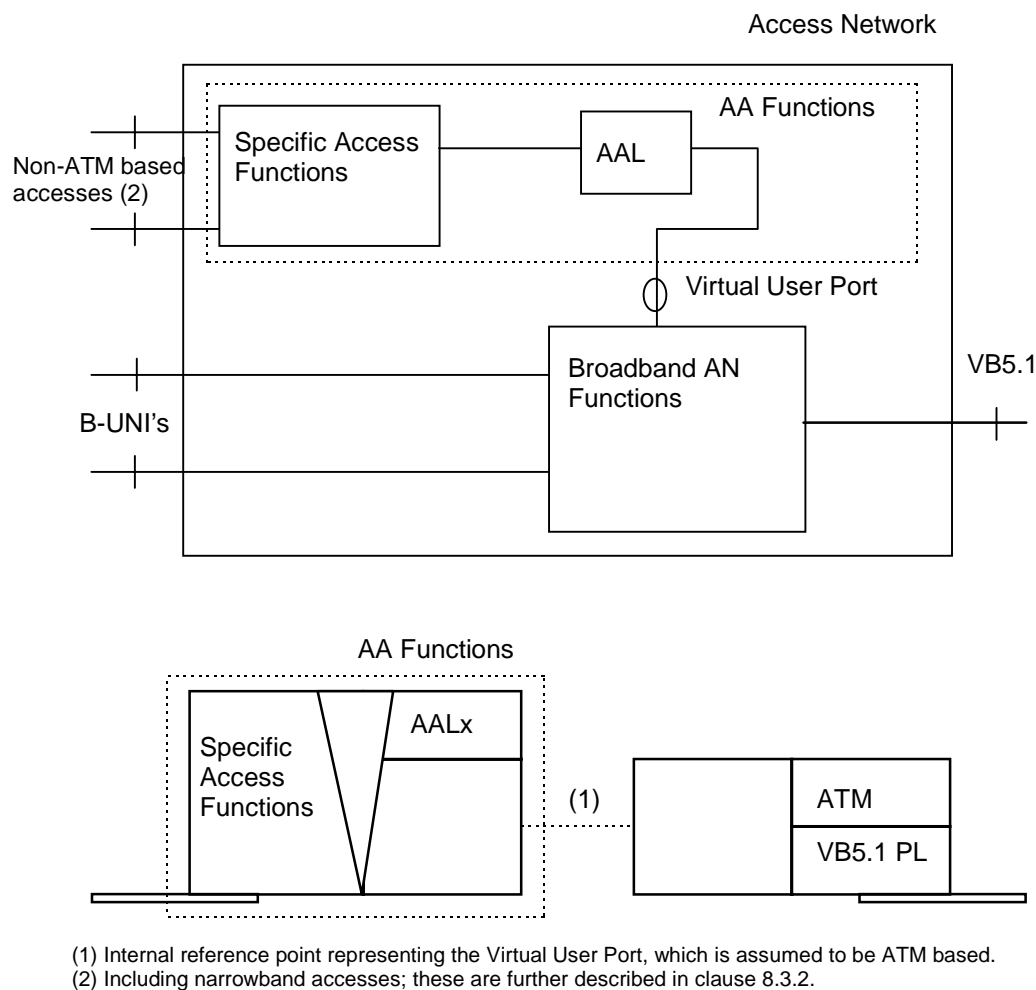 Access Network
AA Functions
Specific Access
Functions
AAL
Non-ATM based
accesses (2)
Virtual User Port
Broadband AN
Functions
VB5.1
B-UNI's
AA Functions
Specific
Access
Functions
AALx
(1)
ATM
VB5.1 PL
(1) Internal reference point representing the Virtual User Port, which is assumed to be ATM based.
(2) Including narrowband accesses; these are further described in clause 8.3.2.